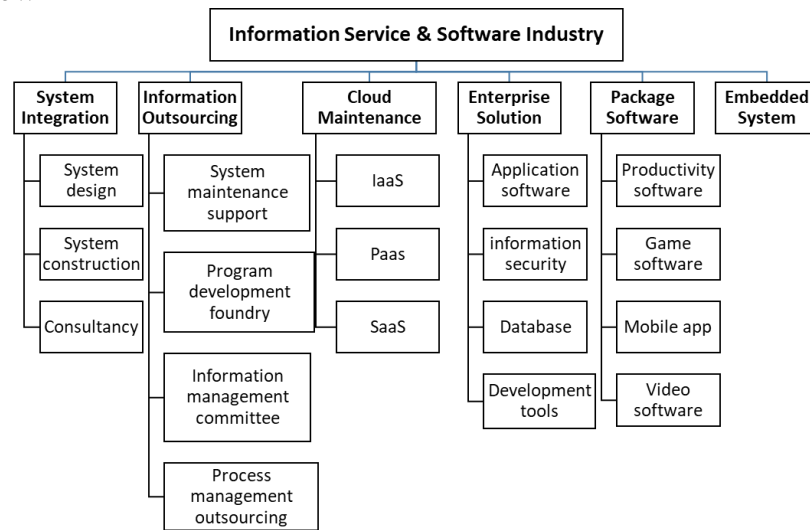 Information Service & Software Industry
System
Integration
Information
Outsourcing
Cloud
Maintenance
Enterprise
Solution
Package
Software
Embedded
System
System
design
System
construction
Consultancy
System
maintenance
support
Program
development
foundry
Information
management
committee
Process
management
outsourcing
IaaS
Paas
SaaS
Application
software
information
security
Database
Development
tools
Productivity
software
Game
software
Mobile app
Video
software